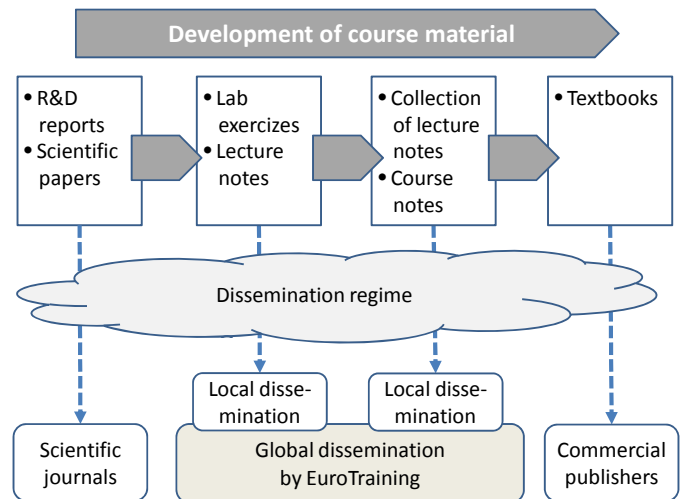 Development of course material
• R&D
reports
• Scientific
papers
• Lab
exercizes
• Lecture
notes
• Collection
of lecture
notes
• Course
notes
• Textbooks
Dissemination regime
Local disse-
mination
Local disse-
mination
Scientific
journals
Global dissemination
by EuroTraining
Commercial
publishers